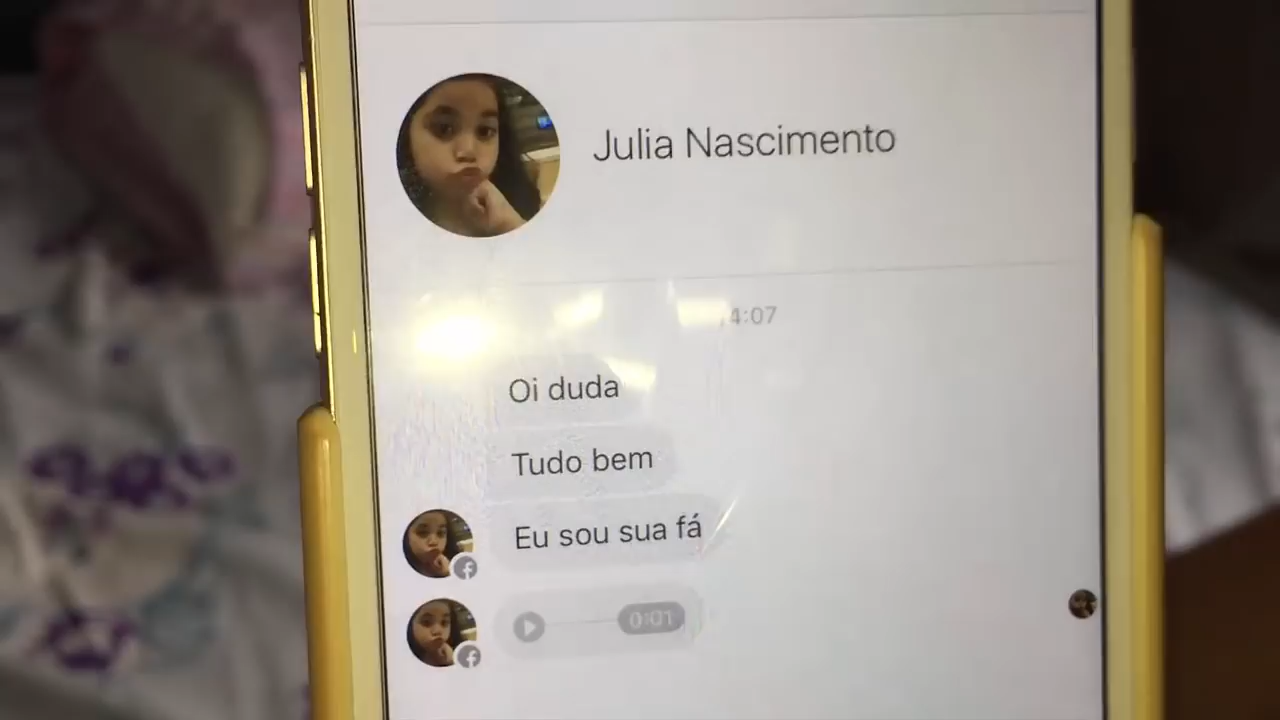 Julia Nascimento
4:07
Oi duda
Tudo bem
Eu sou sua fá
0:01